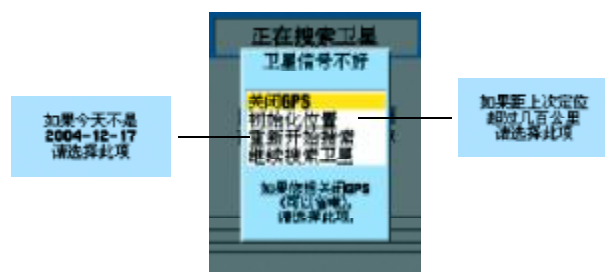 正在搜索卫星
卫星信号不好
关闭GPS
初始化位置
重新开始搜索
继续搜索卫星
如果依据关闭GPS
(可以省电),
请选择此项.
如果今天不是
2004-12-17
请选择此项
如果距上次定位
超过几百公里
请选择此项